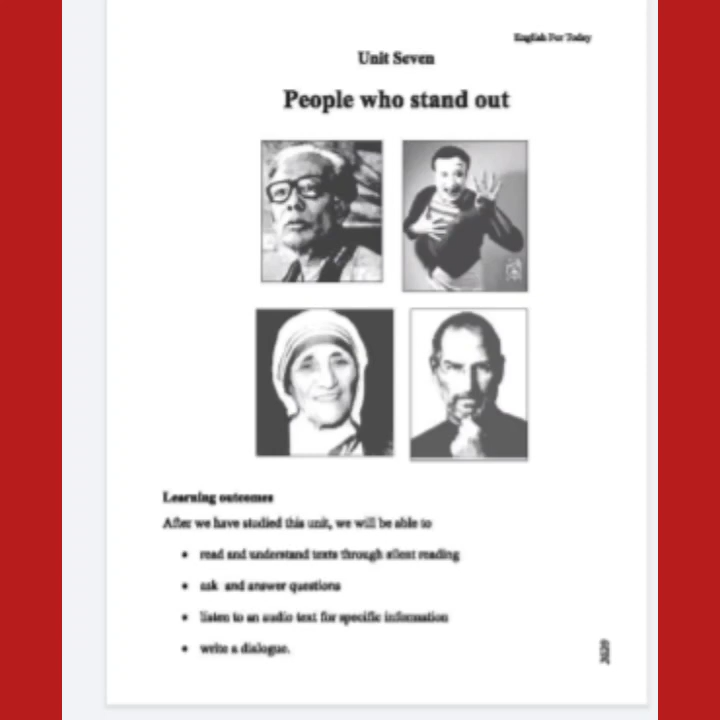 English For Today
Unit Seven
People who stand out
Learning outcomes
After we have studied this unit, we will be able to
• read and understand texts through silent reading
• ask and answer questions
• listen to an audio text for specific information
• write a dialogue.
2020